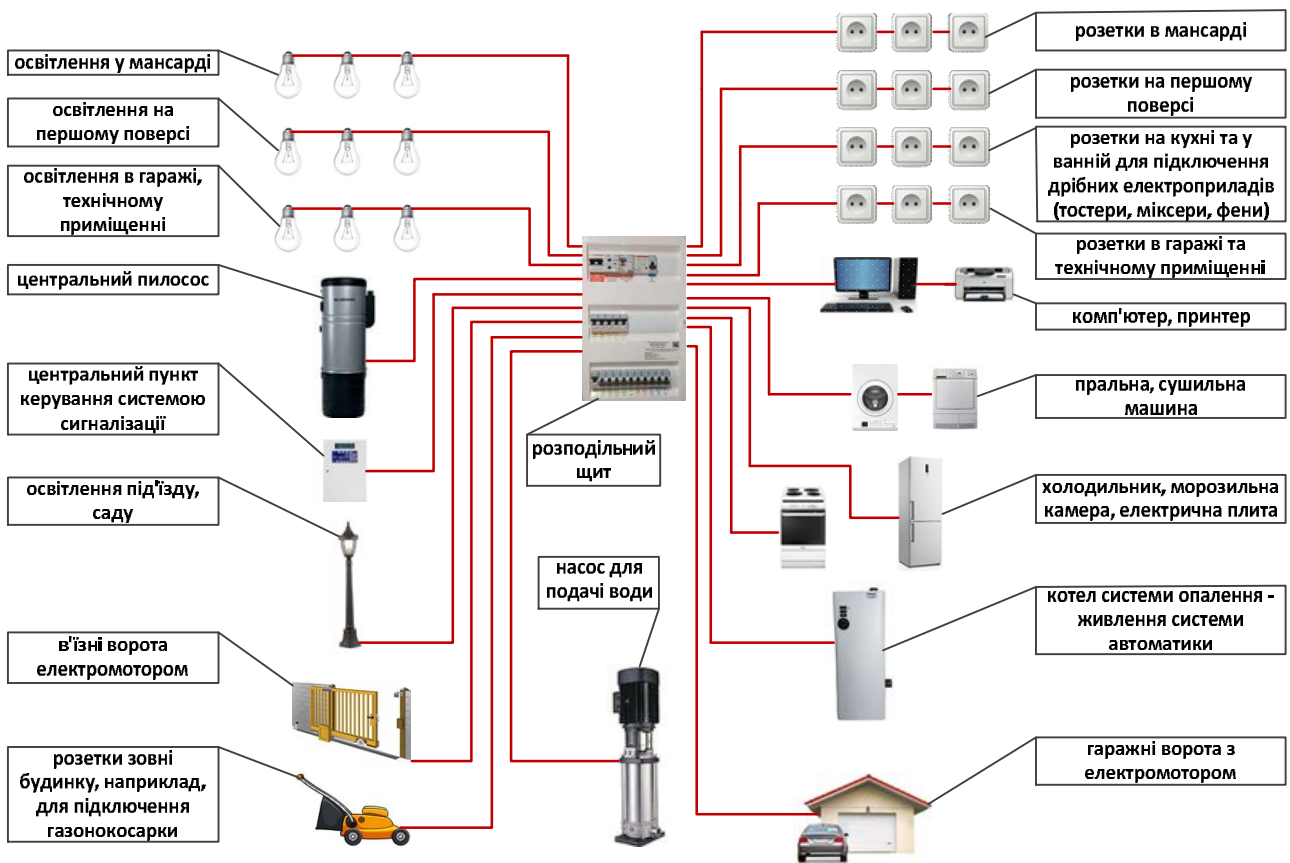 освітлення у мансарді
освітлення на
першому поверсі
освітлення в гаражі,
технічному
приміщенні
центральний пилосос
центральний пункт
керування системою
сигналізації
освітлення під'їзду,
саду
в'їзні ворота
електромотором
розетки зовні
будинку, наприклад,
для підключення
газонокосарки
розподільний
щит
насос для
подачі води
розетки в мансарді
розетки на першому
поверсі
розетки на кухні та у
ванній для підключення
дрібних електроприладів
(тостери, міксери, фени)
розетки в гаражі та
технічному приміщенні
комп'ютер, принтер
пральна, сушильна
машина
холодильник, морозильна
камера, електрична плита
котел системи опалення -
живлення системи
автоматики
гаражні ворота з
електромотором